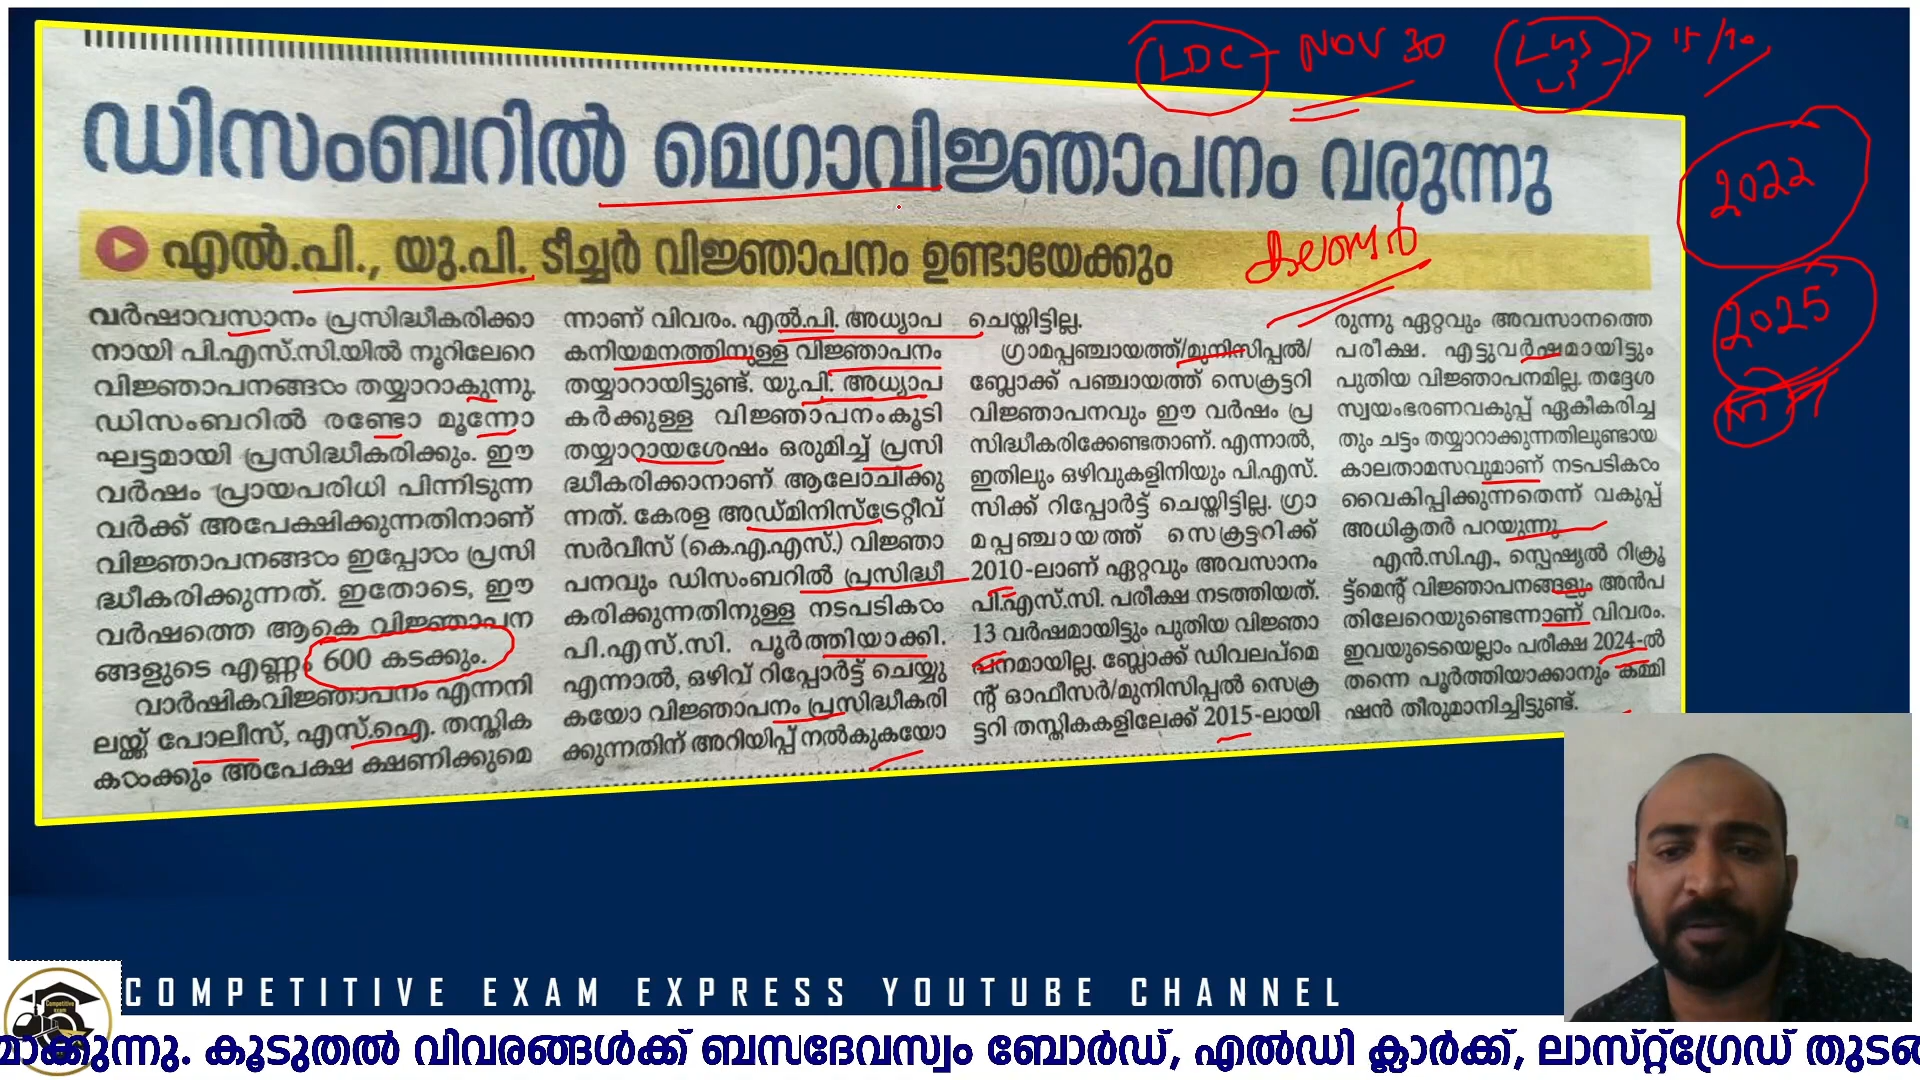 LDC - NOV 30
LGS 15/10
2022
2025
ഡിസംബറിൽ മെഗാവിജ്ഞാപനം വരുന്നു
എൽ.പി., യു.പി. ടീച്ചർ വിജ്ഞാപനം ഉണ്ടായേക്കും
വർഷാവസാനം പ്രസിദ്ധീകരിക്കാ
നായി പി.എസ്.സി.യിൽ നൂറിലേറെ
വിജ്ഞാപനങ്ങൾ തയ്യാറാകുന്നു.
ഡിസംബറിൽ രണ്ടോ മൂന്നോ
ഘട്ടമായി പ്രസിദ്ധീകരിക്കും. ഈ
വർഷം പ്രായപരിധി പിന്നിടുന്ന
വർക്ക് അപേക്ഷിക്കുന്നതിനാണ്
വിജ്ഞാപനങ്ങൾ ഇപ്പോൾ പ്രസി
ദ്ധീകരിക്കുന്നത്. ഇതോടെ, ഈ
വർഷത്തെ ആകെ വിജ്ഞാപന
ങ്ങളുടെ എണ്ണം 600 കടക്കും.
വാർഷികവിജ്ഞാപനം എന്നനി
ലയ്ക്ക് പോലീസ്, എസ്.ഐ. തസ്തിക
കൾക്കും അപേക്ഷ ക്ഷണിക്കുമെ
ന്നാണ് വിവരം. എൽ.പി. അധ്യാപ
കനിയമനത്തിനുള്ള വിജ്ഞാപനം
തയ്യാറായിട്ടുണ്ട്. യു.പി. അധ്യാപ
കർക്കുള്ള വിജ്ഞാപനംകൂടി
തയ്യാറായശേഷം ഒരുമിച്ച് പ്രസി
ദ്ധീകരിക്കാനാണ് ആലോചിക്കു
ന്നത്. കേരള അഡ്മിനിസ്ട്രേറ്റീവ്
സർവീസ് (കെ.എ.എസ്.) വിജ്ഞാ
പനവും ഡിസംബറിൽ പ്രസിദ്ധീ
കരിക്കുന്നതിനുള്ള നടപടികൾ
പി.എസ്.സി. പൂർത്തിയാക്കി.
എന്നാൽ, ഒഴിവ് റിപ്പോർട്ട് ചെയ്യു
കയോ വിജ്ഞാപനം പ്രസിദ്ധീകരി
ക്കുന്നതിന് അറിയിപ്പ് നൽകുകയോ
ചെയ്തിട്ടില്ല.
ഗ്രാമപ്പഞ്ചായത്ത്/മുനിസിപ്പൽ/
ബ്ലോക്ക് പഞ്ചായത്ത് സെക്രട്ടറി
വിജ്ഞാപനവും ഈ വർഷം പ്ര
സിദ്ധീകരിക്കേണ്ടതാണ്. എന്നാൽ,
ഇതിലും ഒഴിവുകളിനിയും പി.എസ്.
സിക്ക് റിപ്പോർട്ട് ചെയ്തിട്ടില്ല. ഗ്രാ
മപ്പഞ്ചായത്ത് സെക്രട്ടറിക്ക്
2010-ലാണ് ഏറ്റവും അവസാനം
പി.എസ്.സി. പരീക്ഷ നടത്തിയത്.
13 വർഷമായിട്ടും പുതിയ വിജ്ഞാ
പനമായില്ല. ബ്ലോക്ക് ഡിവലപ്മെ
ന്റ് ഓഫീസർ/മുനിസിപ്പൽ സെക്ര
ട്ടറി തസ്തികകളിലേക്ക് 2015-ലായി
രുന്നു ഏറ്റവും അവസാനത്തെ
പരീക്ഷ. എട്ടുവർഷമായിട്ടും
പുതിയ വിജ്ഞാപനമില്ല. തദ്ദേശ
സ്വയംഭരണവകുപ്പ് ഏകീകരിച്ച
തും ചട്ടം തയ്യാറാക്കുന്നതിലുണ്ടായ
കാലതാമസവുമാണ് നടപടികൾ
വൈകിപ്പിക്കുന്നതെന്ന് വകുപ്പ്
അധികൃതർ പറയുന്നു
എൻ.സി.എ., സ്പെഷ്യൽ റിക്രൂ
ട്ട്മെന്റ് വിജ്ഞാപനങ്ങളും അൻപ
തിലേറെയുണ്ടെന്നാണ് വിവരം.
ഇവയുടെയെല്ലാം പരീക്ഷ 2024-ൽ
തന്നെ പൂർത്തിയാക്കാനും കമ്മി
ഷൻ തീരുമാനിച്ചിട്ടുണ്ട്.
COMPETITIVE EXAM EXPRESS YOUTUBE CHANNEL
മാക്കുന്നു. കൂടുതൽ വിവരങ്ങൾക്ക് ബസദേവസ്വം ബോർഡ്, എൽഡി ക്ലാർക്ക്, ലാസ്റ്റ്ഗ്രേഡ് തുടങ്ങ